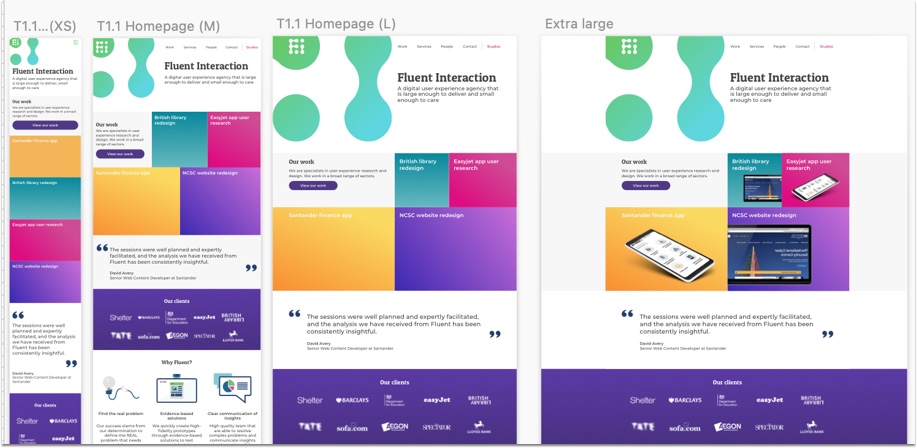 T1.1...(XS)
T1.1 Homepage (M)
T1.1 Homepage (L)
Extra large
Fluent Interaction
A digital user experience agency that
is large enough to deliver and small
enough to care
Our work
We are specialists in user experience
research and design. We work in a
broad range of sectors.
View our work
Santander finance app
British library redesign
Easyjet app user research
NCSC website redesign
The sessions were well
planned and expertly
facilitated, and the
analysis we have received
from Fluent has been
consistently insightful.
David Avery
Senior Web Content Developer at
Santander
Our clients
Shelter
BARCLAYS
TATE
easyJet
Work Services People Contact Studies
Fluent Interaction
A digital user experience agency that is large
enough to deliver and small enough to care
Our work
We are specialists in user
experience research and
design. We work in a broad
range of sectors.
View our work
British library
redesign
Easyjet app user
research
Santander finance app
NCSC website redesign
The sessions were well planned and expertly
facilitated, and the analysis we have received from
Fluent has been consistently insightful.
David Avery
Senior Web Content Developer at Santander
Our clients
Shelter BARCLAYS Department for Education easyJet BRITISH LIBRARY
TATE sofa.com AEGON SPECTATOR LLOYDS BANK
Why Fluent?
Find the real problem
Our success stems from
our determination to
define the REAL
problem that needs
Evidence based
solutions
We quickly create high-
fidelity prototypes
through evidence-based
solutions to test
Clear communication of
insights
High quality team that
are able to resolve
complex problems and
communicate insights
Work Services People Contact Studies
Fluent Interaction
A digital user experience agency that
is large enough to deliver and small
enough to care
Our work
We are specialists in user experience research and
design. We work in a broad range of sectors.
View our work
British library
redesign
Easyjet app user
research
Santander finance app
NCSC website redesign
The sessions were well planned and expertly facilitated,
and the analysis we have received from Fluent has been
consistently insightful.
David Avery
Senior Web Content Developer at Santander
Our clients
Shelter BARCLAYS Department for Education easyJet BRITISH LIBRARY
TATE sofa.com AEGON SPECTATOR LLOYDS BANK
Work Services People Contact Studies
Fluent Interaction
A digital user experience agency that
is large enough to deliver and small
enough to care
Our work
We are specialists in user experience research and
design. We work in a broad range of sectors.
View our work
British library
redesign
Easyjet app user
research
Santander finance app
NCSC website redesign
The sessions were well planned and expertly facilitated,
and the analysis we have received from Fluent has been
consistently insightful.
David Avery
Senior Web Content Developer at Santander
Our clients
Shelter BARCLAYS Department for Education easyJet BRITISH LIBRARY
TATE sofa.com AEGON SPECTATOR LLOYDS BANK